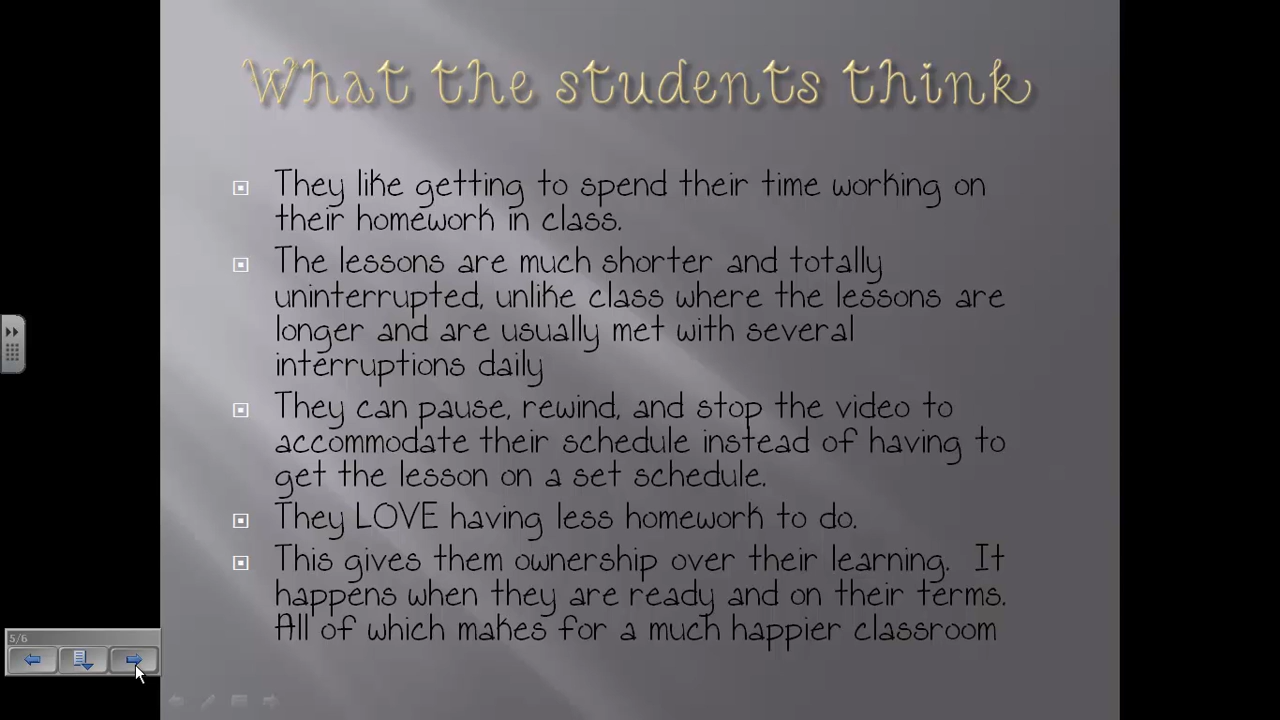 What the students think
They like getting to spend their time working on
their homework in class.
The lessons are much shorter and totally
uninterrupted, unlike class where the lessons are
longer and are usually met with several
interruptions daily
They can pause, rewind, and stop the video to
accommodate their schedule instead of having to
get the lesson on a set schedule.
They LOVE having less homework to do.
This gives them ownership over their learning. It
happens when they are ready and on their terms.
All of which makes for a much happier classroom
5/6